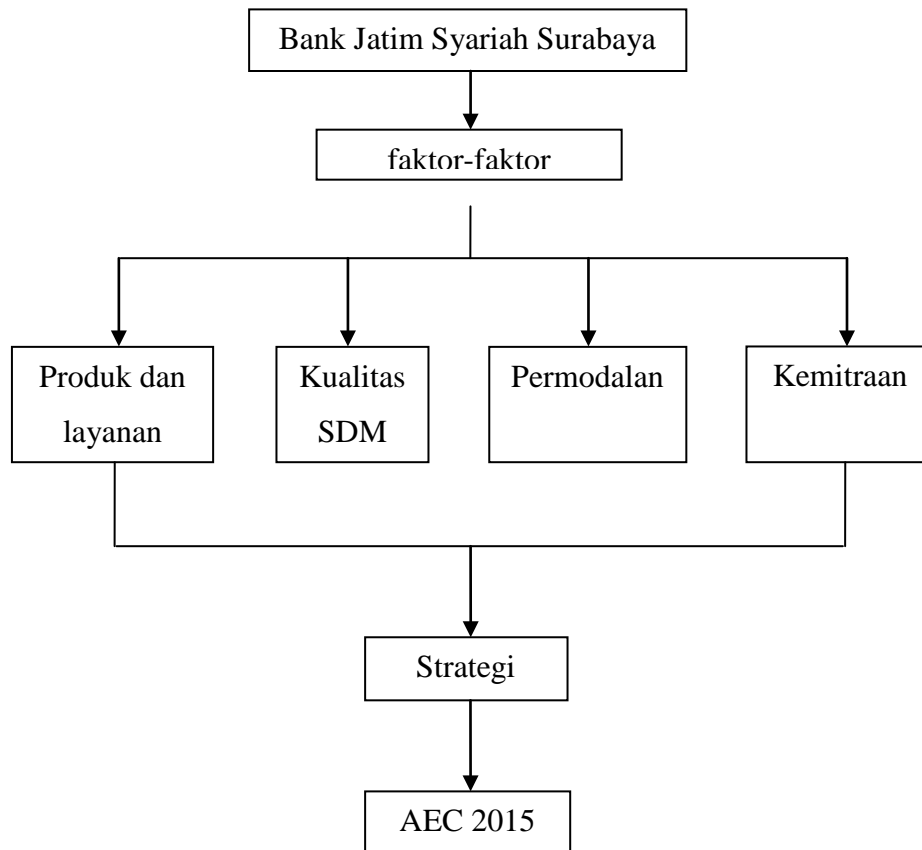 Bank Jatim Syariah Surabaya
faktor-faktor
Produk dan
layanan
Kualitas
SDM
Permodalan
Kemitraan
Strategi
AEC 2015